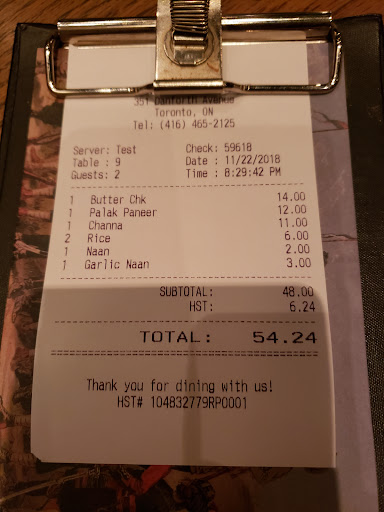 351 Danforth Avenue
Toronto, ON
Tel: (416) 465-2125
Server: Test Check: 59618
Table : 9 Date : 11/22/2018
Guests: 2 Time : 8:29:42 PM
1 Butter Chk 14.00
1 Palak Paneer 12.00
1 Channa 11.00
2 Rice 6.00
1 Naan 2.00
1 Garlic Naan 3.00
SUBTOTAL: 48.00
HST: 6.24
TOTAL: 54.24
Thank you for dining with us!
HST# 104832779RP0001